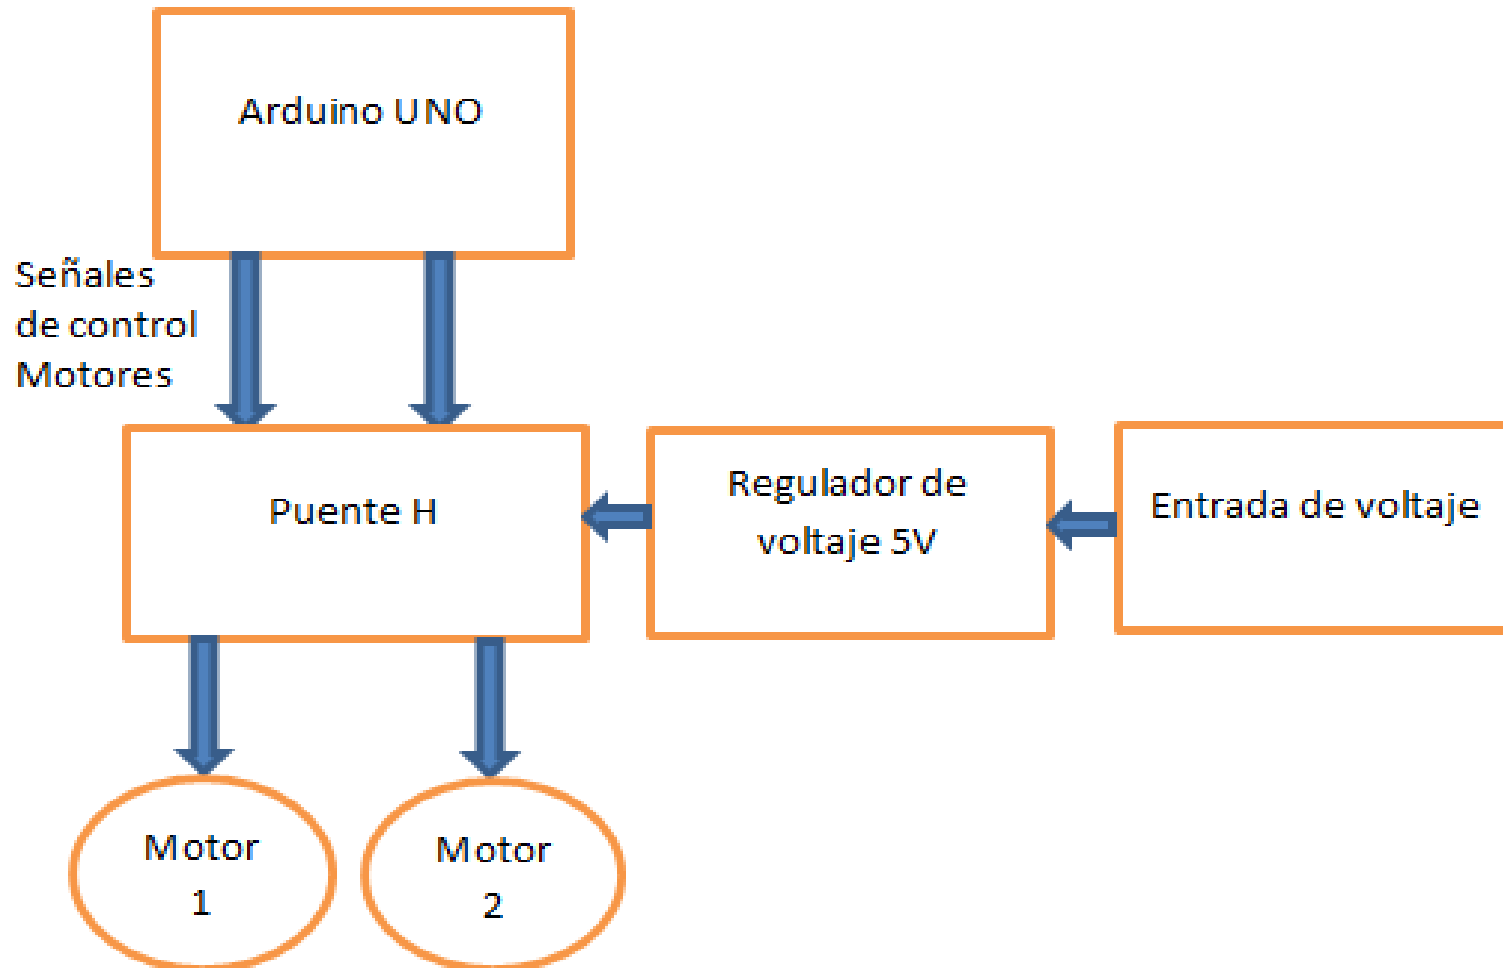 Arduino UNO
Señales
de control
Motores
Puente H
Regulador de
voltaje 5V
Entrada de voltaje
Motor
1
Motor
2